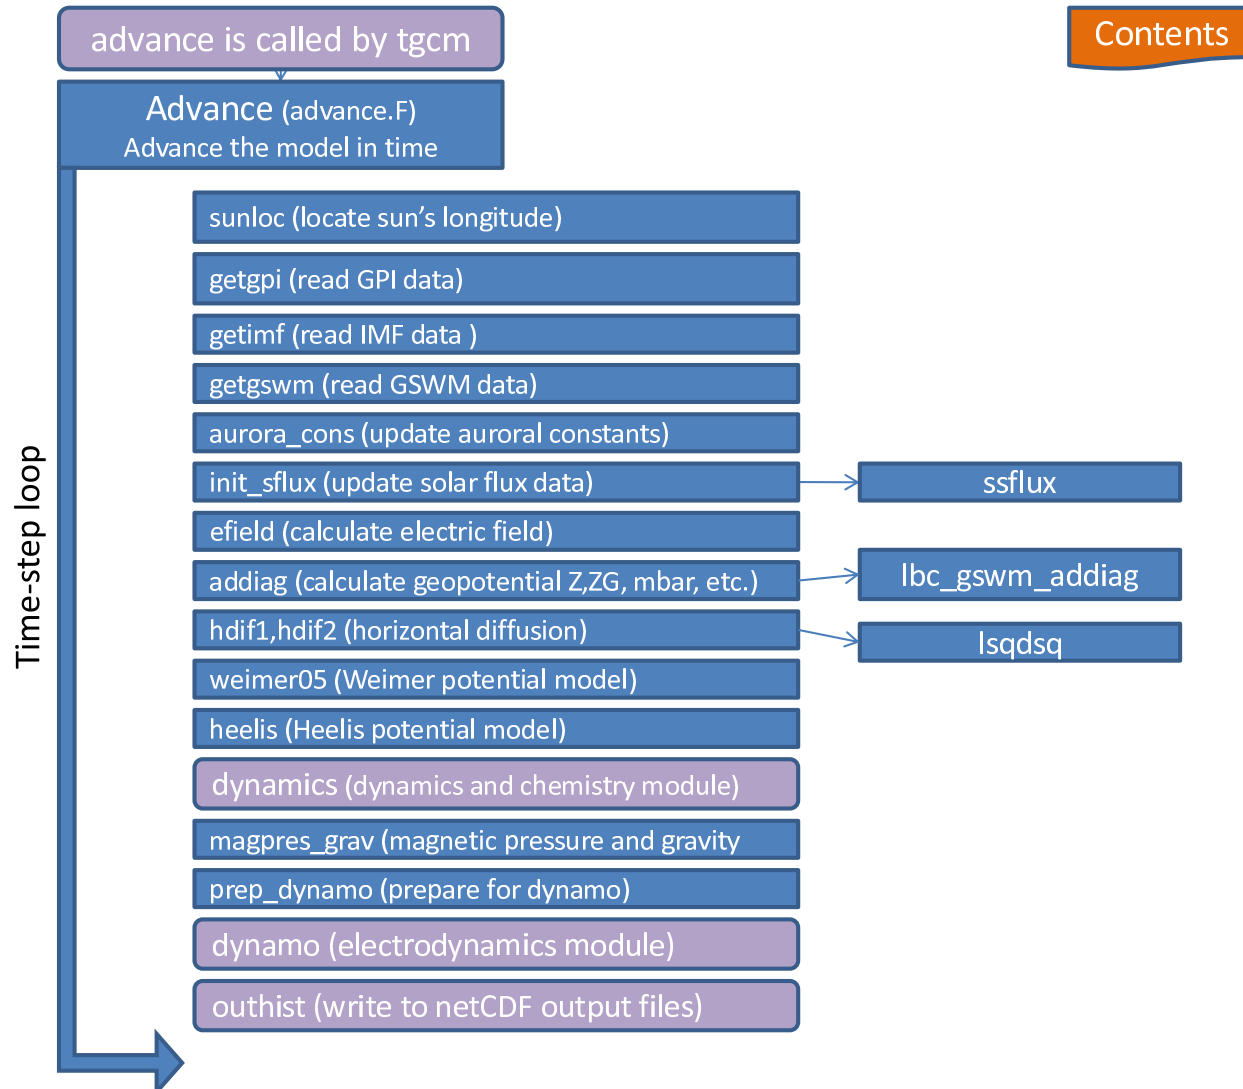 advance is called by tgcm
Contents
Advance (advance.F)
Advance the model in time
Time-step loop
sunloc (locate sun’s longitude)
getgpi (read GPI data)
getimf (read IMF data )
getgswm (read GSWM data)
aurora_cons (update auroral constants)
init_sflux (update solar flux data)
ssflux
efield (calculate electric field)
addiag (calculate geopotential Z,ZG, mbar, etc.)
lbc_gswm_addiag
hdif1,hdif2 (horizontal diffusion)
lsqdsq
weimer05 (Weimer potential model)
heelis (Heelis potential model)
dynamics (dynamics and chemistry module)
magpres_grav (magnetic pressure and gravity
prep_dynamo (prepare for dynamo)
dynamo (electrodynamics module)
outhist (write to netCDF output files)